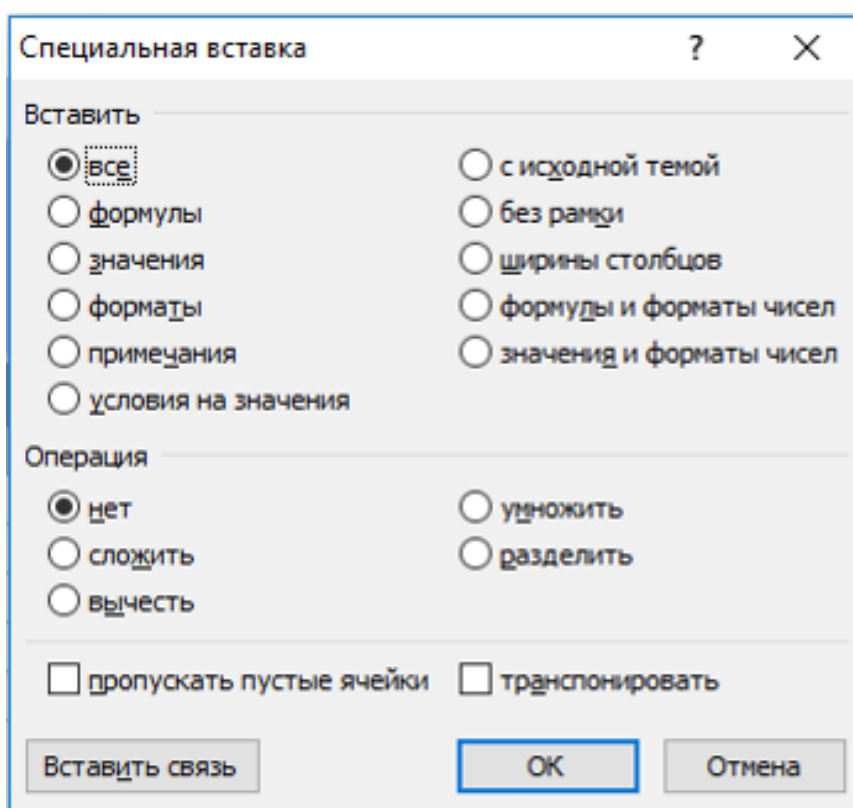 Специальная вставка ?
Вставить
все с исходной темой
формулы без рамки
значения ширины столбцов
форматы формулы и форматы чисел
примечания значения и форматы чисел
условия на значения
Операция
нет умножить
сложить разделить
вычесть
пропускать пустые ячейки транспонировать
Вставить связь ОК Отмена